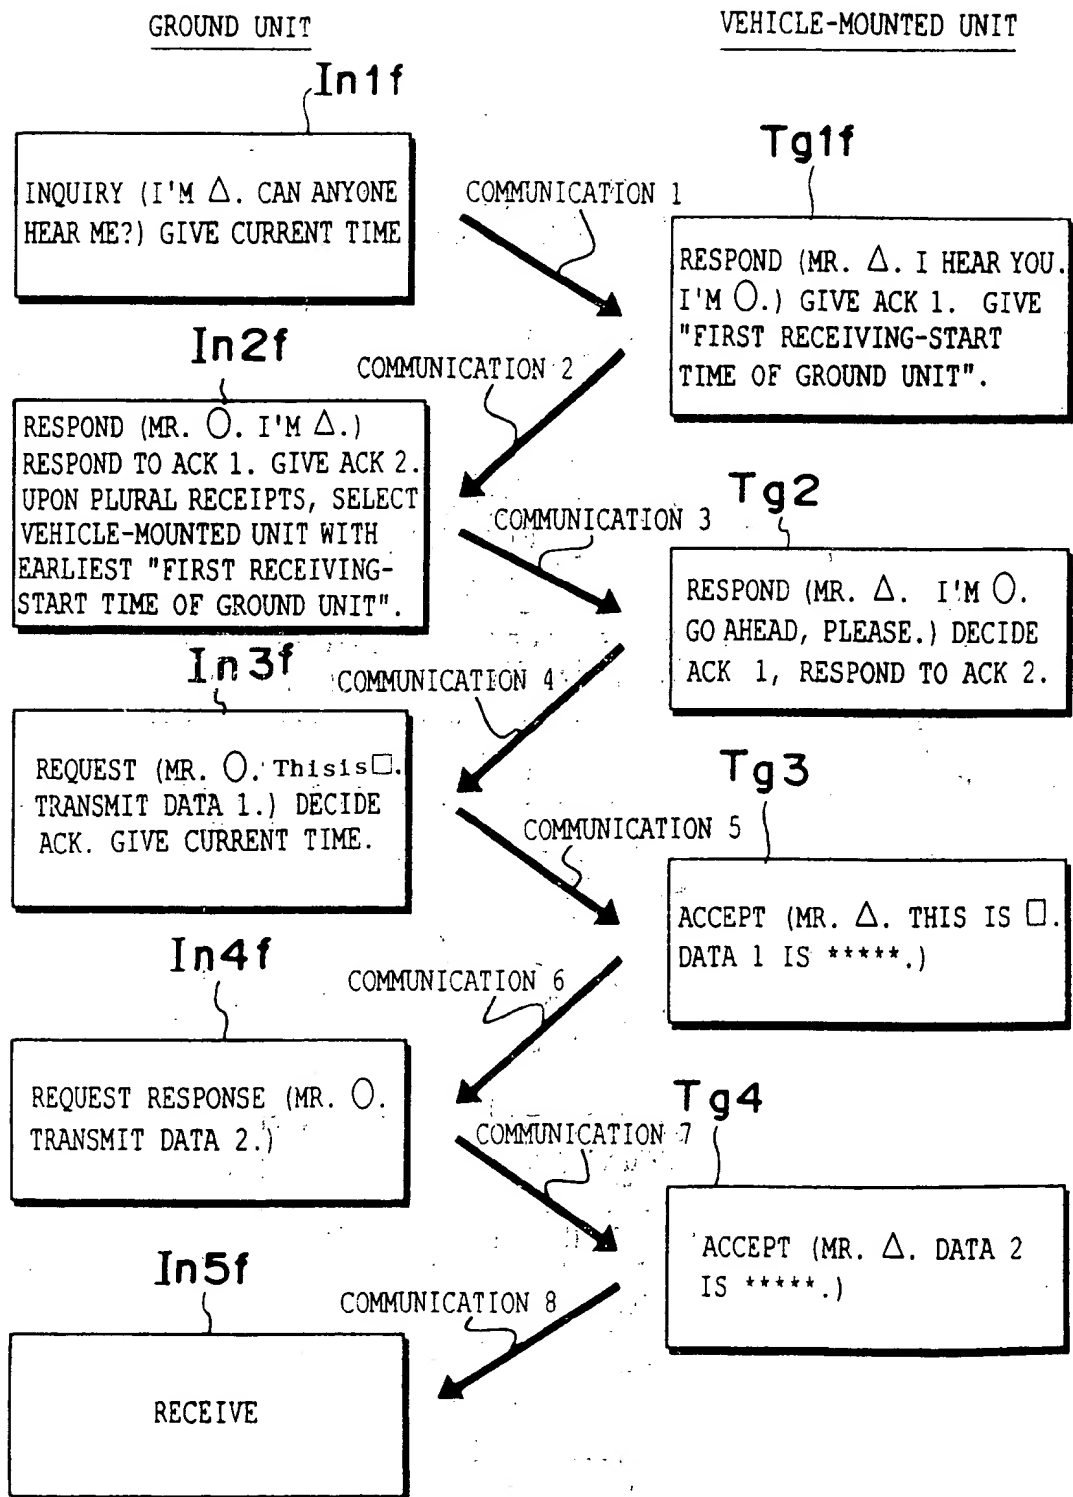 GROUND UNIT
VEHICLE-MOUNTED UNIT
In1f
INQUIRY (I'M △. CAN ANYONE
HEAR ME?) GIVE CURRENT TIME
COMMUNICATION 1
Tg1f
RESPOND (MR. △. I HEAR YOU.
I'M ○.) GIVE ACK 1. GIVE
"FIRST RECEIVING-START
TIME OF GROUND UNIT".
COMMUNICATION 2
In2f
RESPOND (MR. ○. I'M △.)
RESPOND TO ACK 1. GIVE ACK 2.
UPON PLURAL RECEIPTS, SELECT
VEHICLE-MOUNTED UNIT WITH
EARLIEST "FIRST RECEIVING-
START TIME OF GROUND UNIT".
COMMUNICATION 3
Tg2
RESPOND (MR. △. I'M ○.
GO AHEAD, PLEASE.) DECIDE
ACK 1, RESPOND TO ACK 2.
COMMUNICATION 4
In3f
REQUEST (MR. ○. Thisis□.
TRANSMIT DATA 1.) DECIDE
ACK. GIVE CURRENT TIME.
COMMUNICATION 5
Tg3
ACCEPT (MR. △. THIS IS □.
DATA 1 IS *****.)
COMMUNICATION 6
In4f
REQUEST RESPONSE (MR. ○.
TRANSMIT DATA 2.)
COMMUNICATION 7
Tg4
ACCEPT (MR. △. DATA 2
IS *****.)
COMMUNICATION 8
In5f
RECEIVE